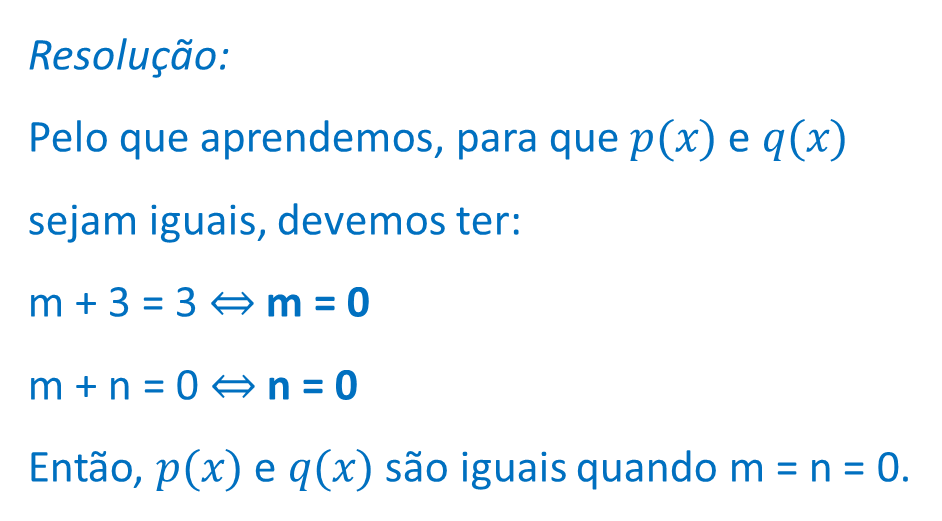 Resolução:
Pelo que aprendemos, para que 𝑝(𝑥) e 𝑞(𝑥)
sejam iguais, devemos ter:
m + 3 = 3 ⟺ m = 0
m + n = 0 ⟺ n = 0
Então, 𝑝(𝑥) e 𝑞(𝑥) são iguais quando m = n = 0.